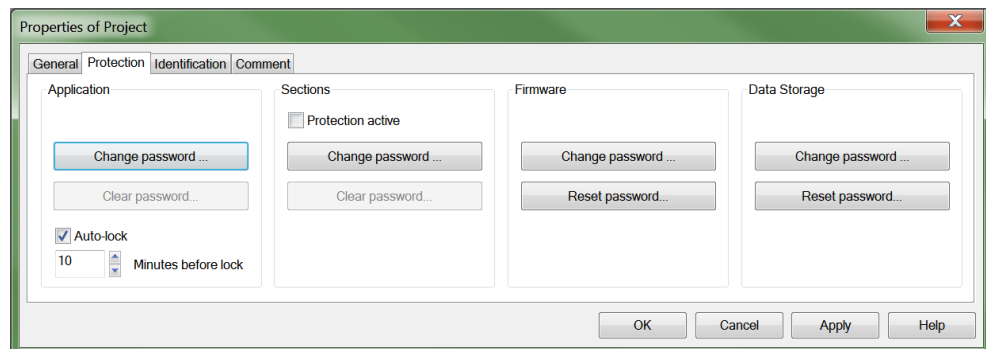 Properties of Project
X
General Protection Identification Comment
Application Sections Firmware Data Storage
Protection active
Change password ... Change password ... Change password ... Change password ...
Clear password... Clear password... Reset password... Reset password...
Auto-lock
10 Minutes before lock
OK Cancel Apply Help